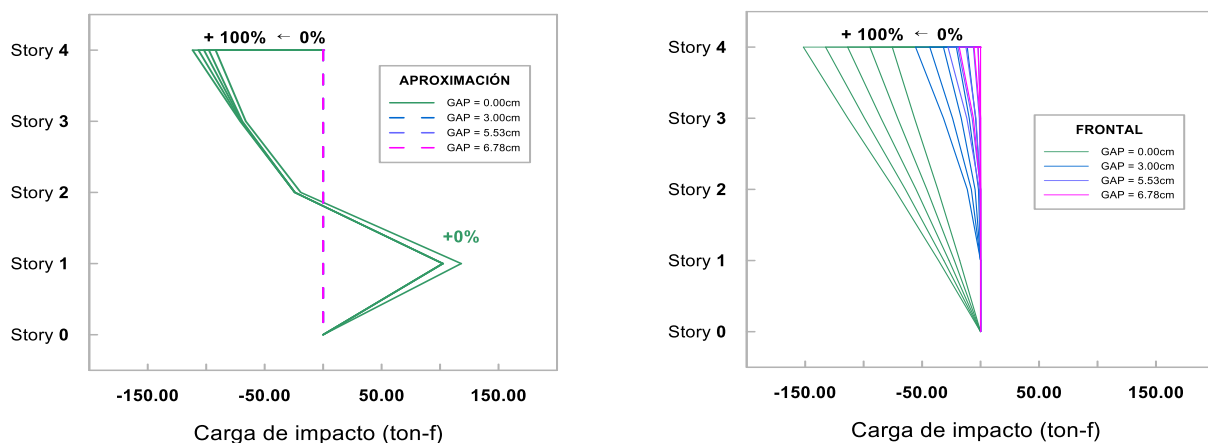 + 100% ← 0%
Story 4
APROXIMACIÓN
GAP = 0.00cm
GAP = 3.00cm
GAP = 5.53cm
GAP = 6.78cm
Story 3
Story 2
+0%
Story 1
Story 0
-150.00 -50.00 50.00 150.00
Carga de impacto (ton-f)
+ 100% ← 0%
Story 4
Story 3
FRONTAL
GAP = 0.00cm
GAP = 3.00cm
GAP = 5.53cm
GAP = 6.78cm
Story 2
Story 1
Story 0
-150.00 -50.00 50.00 150.00
Carga de impacto (ton-f)